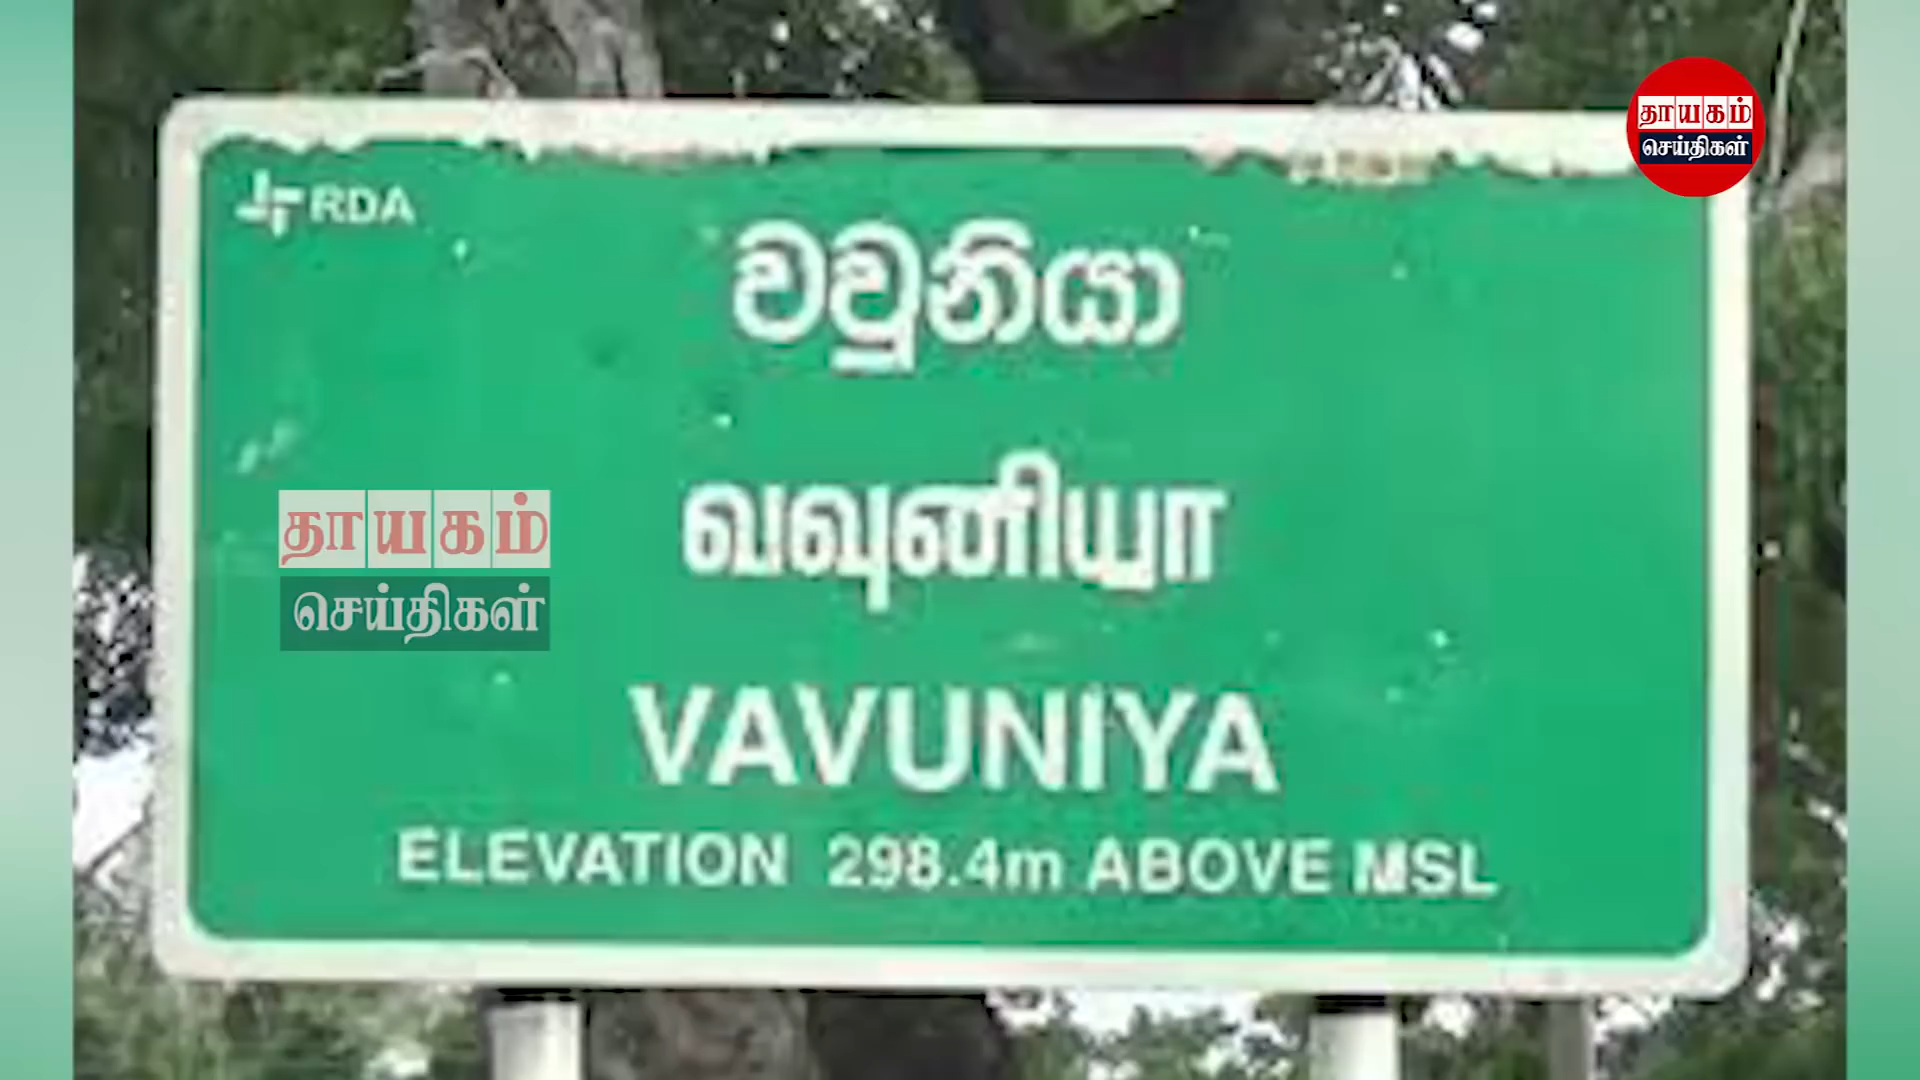 தாயகம்
செய்திகள்
RDA
වවුනියා
வவுனியா
தாயகம்
செய்திகள்
VAVUNIYA
ELEVATION 298.4m ABOVE MSL